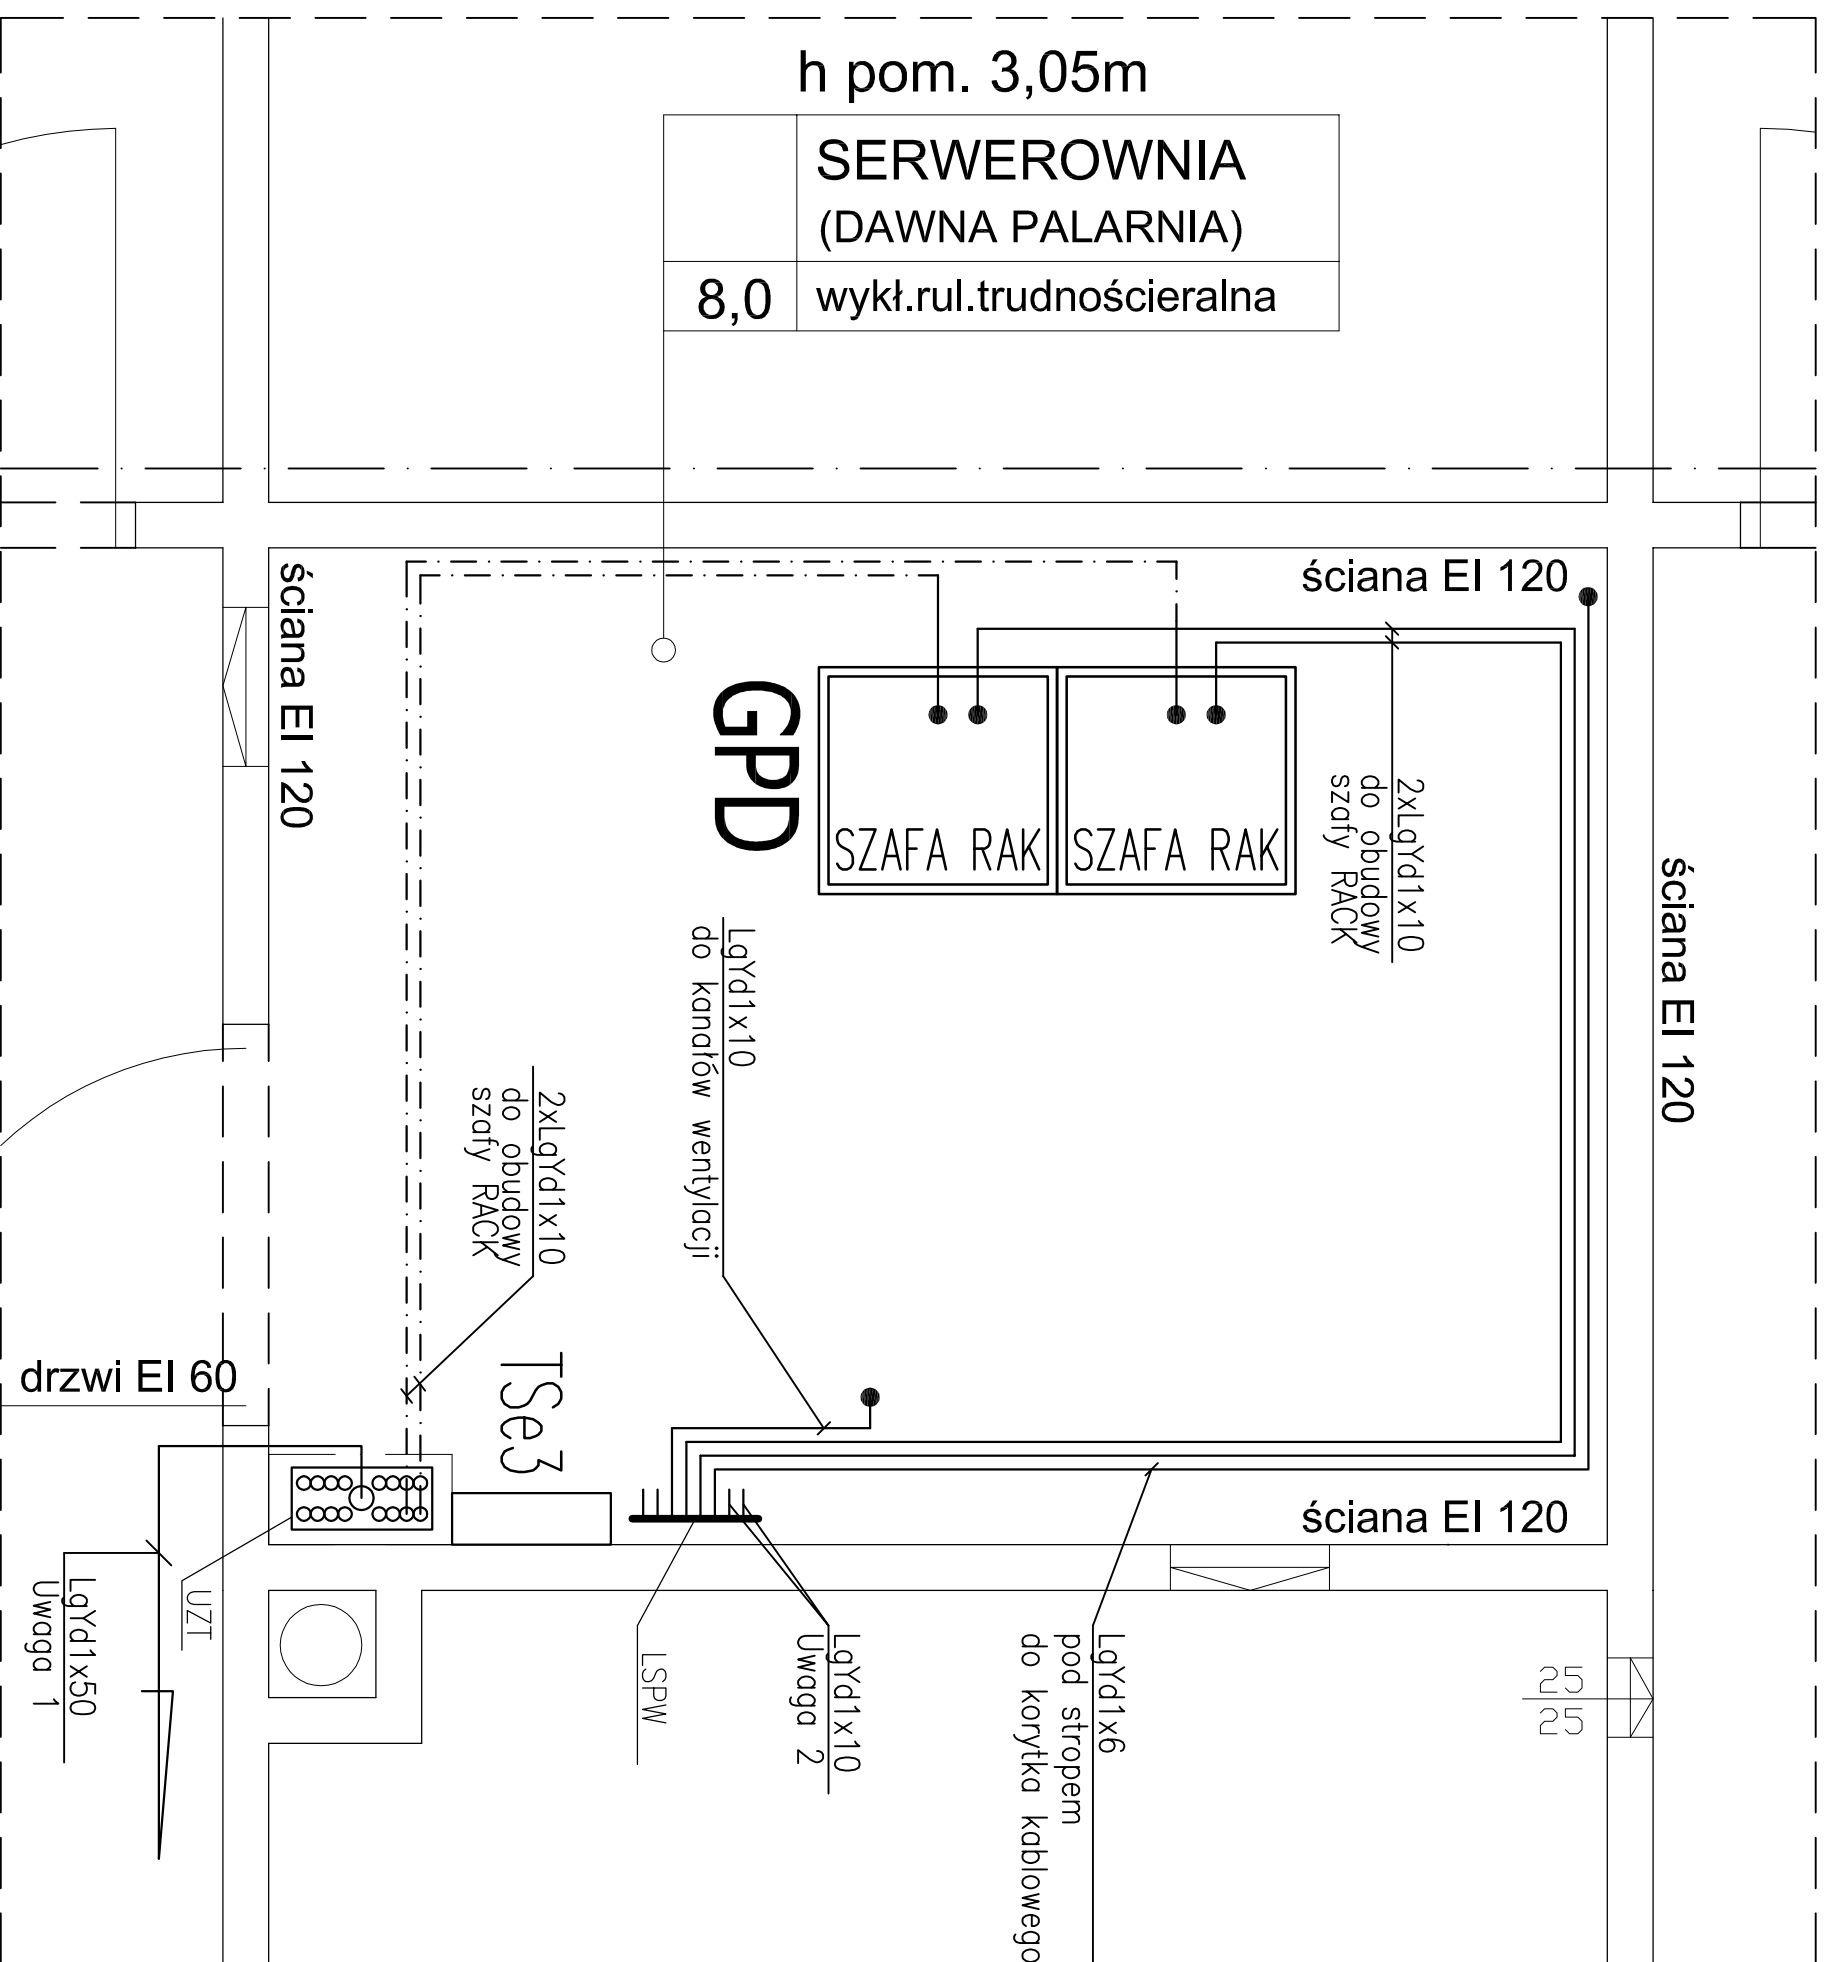 h pom. 3,05m
SERWEROWNIA
(DAWNA PALARNIA)
8,0
wykł.rul.trudnościeralna
ściana EI 120
ściana EI 120
GPD
SZAFA RAK
SZAFA RAK
2xLgYd1x10
do obudowy
szafy RACK
ściana EI 120
LgYd1x10
do kanałów wentylacji
2xLgYd1x10
do obudowy
szafy RACK
drzwi EI 60
TSe3
ściana EI 120
LgYd1x50
Uwaga 1
UZT
LSPW
LgYd1x10
Uwaga 2
LgYd1x6
pod stropem
do korytka kablowego
25
25